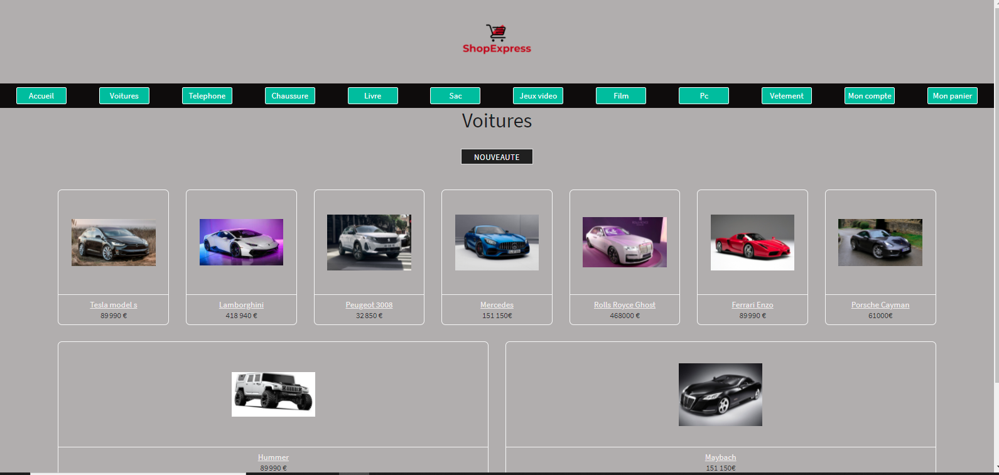 ShopExpress
Accueil Voitures Telephone Chaussure Livre Sac Jeux video Film Pc Vetement Mon compte Mon panier
Voitures
NOUVEAUTE
Tesla model s
89 990 €
Lamborghini
418 940 €
Peugeot 3008
32 850 €
Mercedes
151 150€
Rolls Royce Ghost
468000 €
Ferrari Enzo
89990 €
Porsche Cayman
61000€
Hummer
89 990 €
Maybach
151 150€